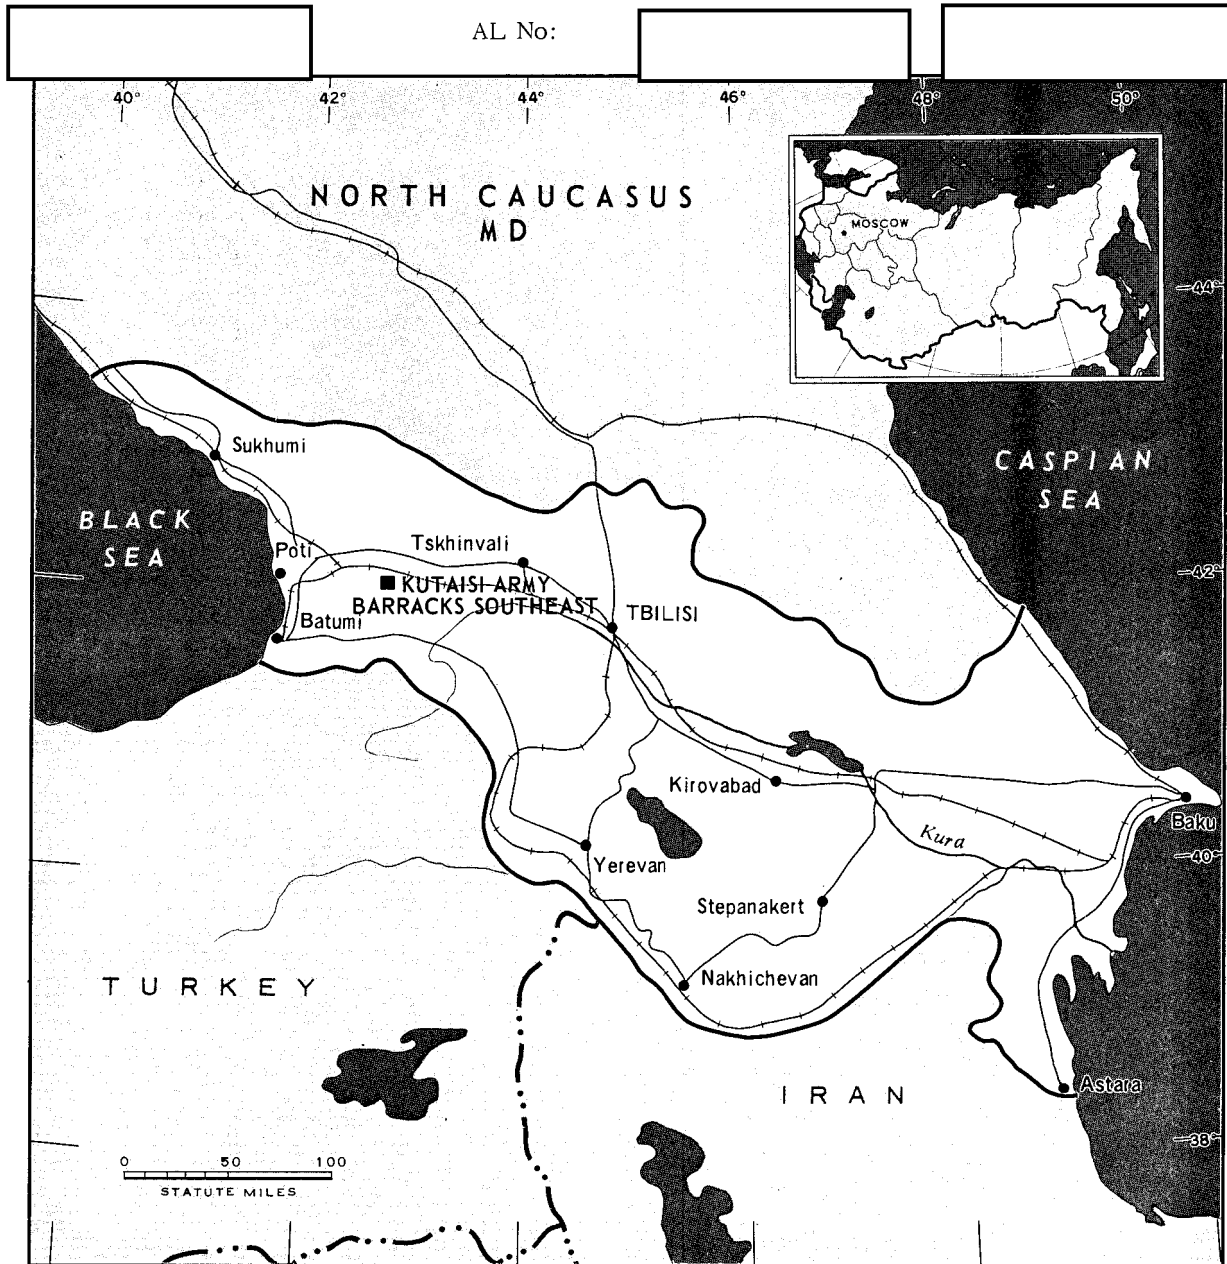 AL No:
40°
42°
44°
46°
48°
50°
NORTH CAUCASUS
MD
MOSCOW
44°
Sukhumi
CASPIAN
SEA
BLACK
SEA
Poti
Tskhinvali
42°
KUTAISI ARMY
BARRACKS SOUTHEAST
Batumi
TBILISI
Kirovabad
Baku
Kura
40°
Yerevan
Stepanakert
Nakhichevan
TURKEY
IRAN
Astara
38°
0 50 100
STATUTE MILES